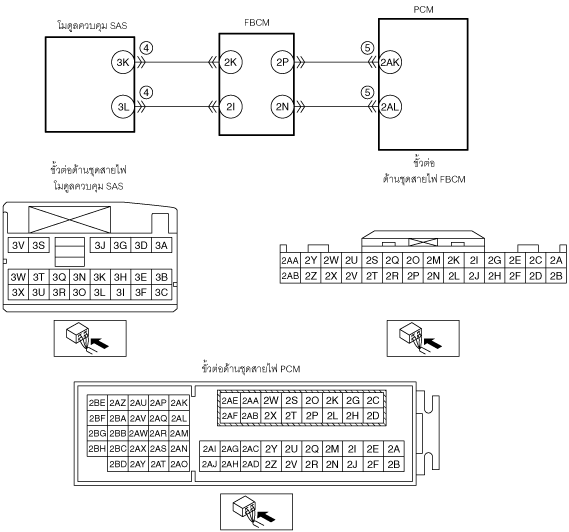 โมดูลควบคุม SAS
FBCM
PCM
3K
4
2K
2P
5
2AK
3L
4
2I
2N
5
2AL
ขั้วต่อด้านชุดสายไฟ
โมดูลควบคุม SAS
ขั้วต่อ
ด้านชุดสายไฟ FBCM
3V 3S 3J 3G 3D 3A
3W 3T 3Q 3N 3K 3H 3E 3B
3X 3U 3R 3O 3L 3I 3F 3C
2AA 2Y 2W 2U 2S 2Q 2O 2M 2K 2I 2G 2E 2C 2A
2AB 2Z 2X 2V 2T 2R 2P 2N 2L 2J 2H 2F 2D 2B
ขั้วต่อด้านชุดสายไฟ PCM
2BE 2AZ 2AU 2AP 2AK 2AE 2AA 2W 2S 2O 2K 2G 2C
2BF 2BA 2AV 2AQ 2AL 2AF 2AB 2X 2T 2P 2L 2H 2D
2BG 2BB 2AW 2AR 2AM
2BH 2BC 2AX 2AS 2AN 2AI 2AG 2AC 2Y 2U 2Q 2M 2I 2E 2A
2BD 2AY 2AT 2AO 2AJ 2AH 2AD 2Z 2V 2R 2N 2J 2F 2B